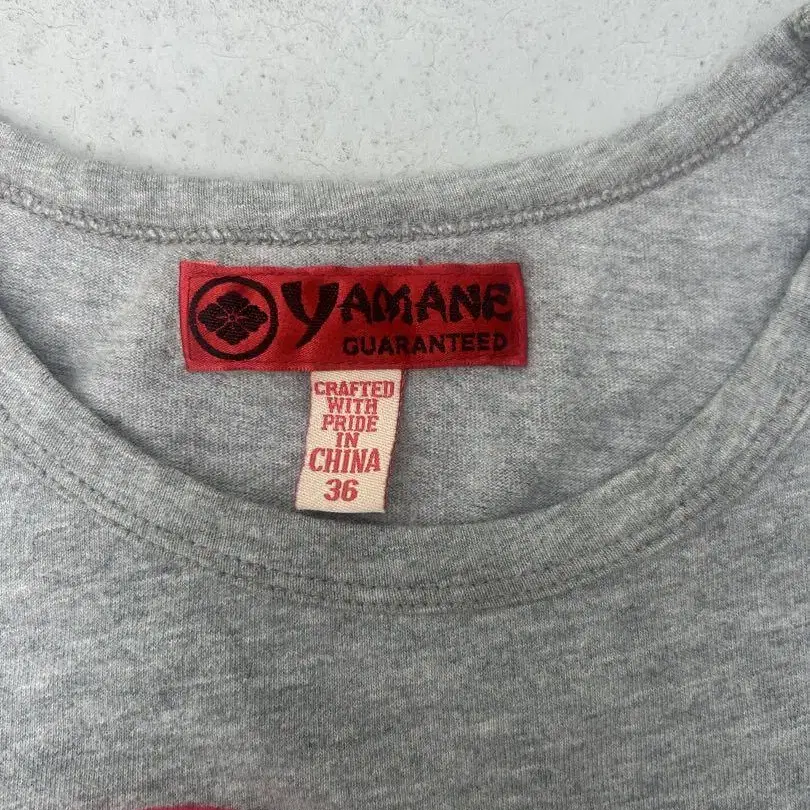 YAMANE
GUARANTEED
CRAFTED
WITH
PRIDE
IN
CHINA
36